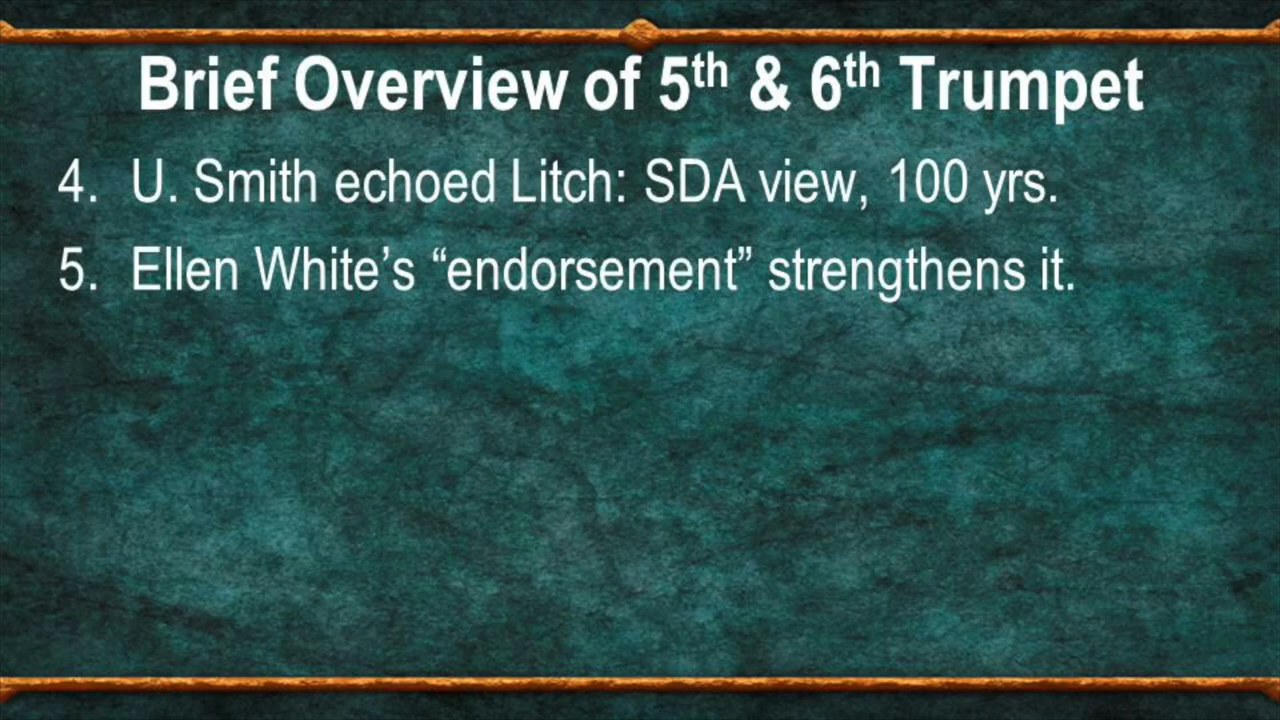 Brief Overview of 5th & 6th Trumpet
4. U. Smith echoed Litch: SDA view, 100 yrs.
5. Ellen White’s “endorsement” strengthens it.